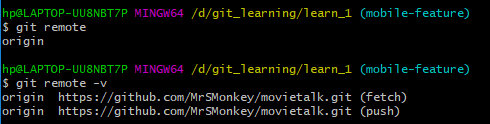 hp@LAPTOP-UU8NBT7P MINGW64 /d/git_learning/learn_1 (mobile-feature)
$ git remote
origin
hp@LAPTOP-UU8NBT7P MINGW64 /d/git_learning/learn_1 (mobile-feature)
$ git remote -v
origin  https://github.com/MrSMonkey/movietalk.git (fetch)
origin  https://github.com/MrSMonkey/movietalk.git (push)